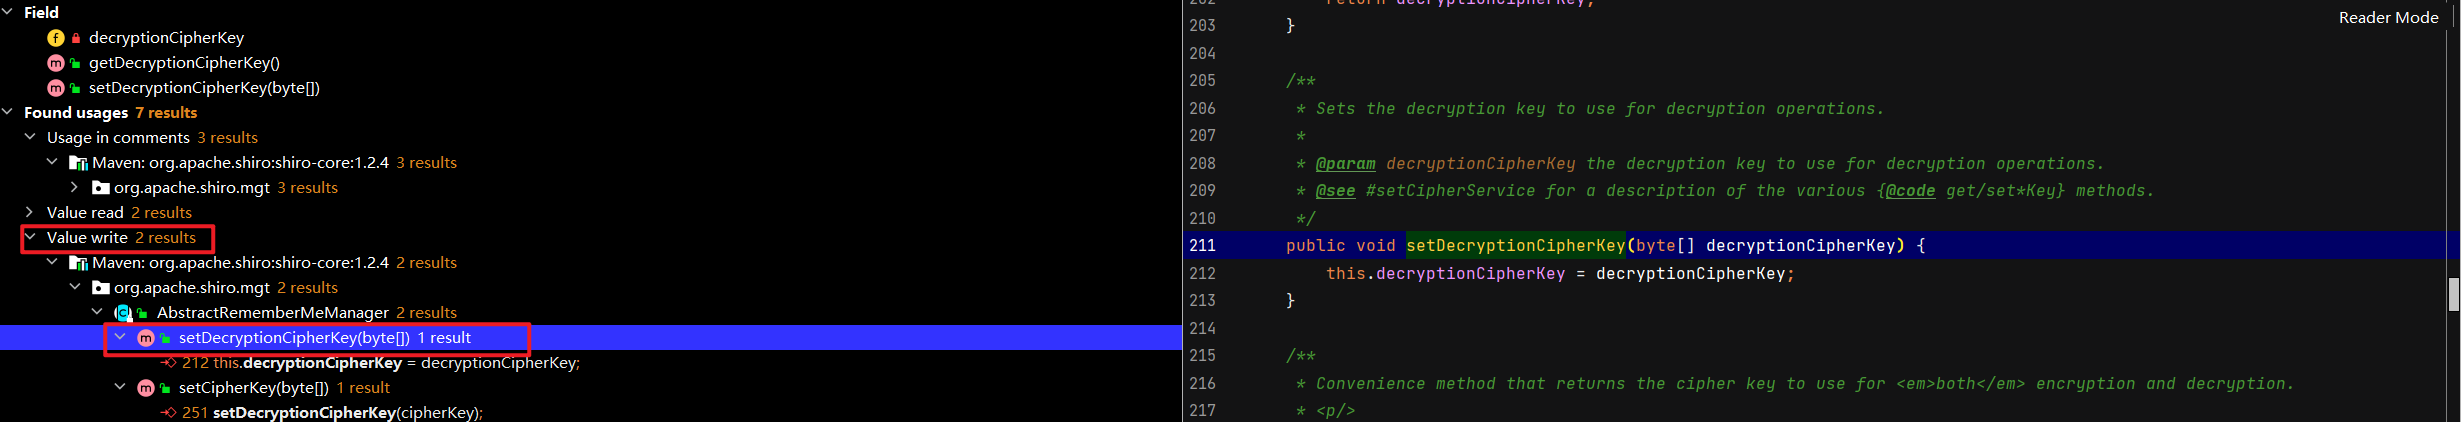 Field
decryptionCipherKey
getDecryptionCipherKey()
setDecryptionCipherKey(byte[])
Found usages 7 results
Usage in comments 3 results
Maven: org.apache.shiro:shiro-core:1.2.4 3 results
org.apache.shiro.mgt 3 results
Value read 2 results
Value write 2 results
Maven: org.apache.shiro:shiro-core:1.2.4 2 results
org.apache.shiro.mgt 2 results
AbstractRememberMeManager 2 results
setDecryptionCipherKey(byte[]) 1 result
212 this.decryptionCipherKey = decryptionCipherKey;
setCipherKey(byte[]) 1 result
251 setDecryptionCipherKey(cipherKey);
Reader Mode
202 return decryptionCipherKey;
203 }
204
205 /**
206 * Sets the decryption key to use for decryption operations.
207 *
208 * @param decryptionCipherKey the decryption key to use for decryption operations.
209 * @see #setCipherService for a description of the various {@code get/set*Key} methods.
210 */
211 public void setDecryptionCipherKey(byte[] decryptionCipherKey) {
212 this.decryptionCipherKey = decryptionCipherKey;
213 }
214
215 /**
216 * Convenience method that returns the cipher key to use for <em>both</em> encryption and decryption.
217 * <p/>